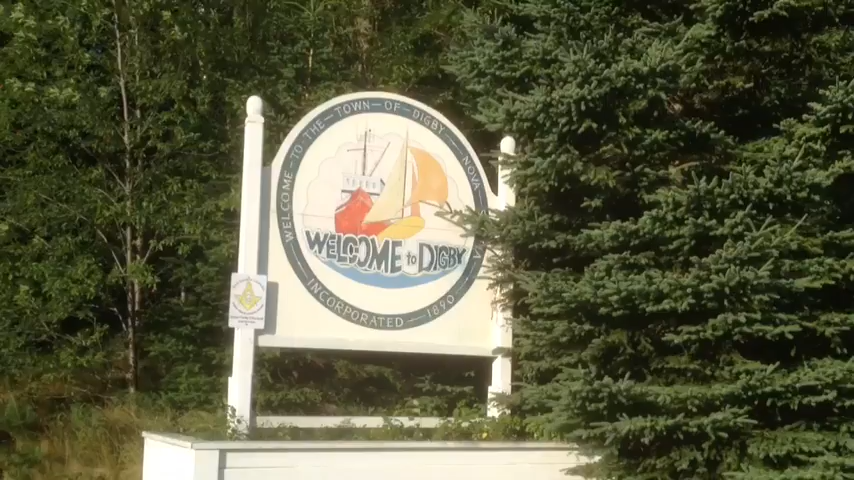 WELCOME - TO - THE - TOWN - OF - DIGBY - NOVA
WELCOME to DIGBY
INCORPORATED - 1890